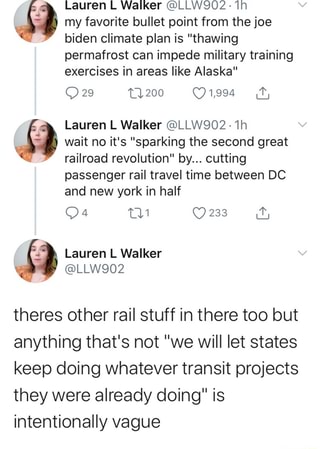 Lauren L Walker @LLW902 · 1h
my favorite bullet point from the joe
biden climate plan is "thawing
permafrost can impede military training
exercises in areas like Alaska"
29 200 1,994
Lauren L Walker @LLW902 · 1h
wait no it's "sparking the second great
railroad revolution" by... cutting
passenger rail travel time between DC
and new york in half
4 1 233
Lauren L Walker
@LLW902
theres other rail stuff in there too but
anything that's not "we will let states
keep doing whatever transit projects
they were already doing" is
intentionally vague